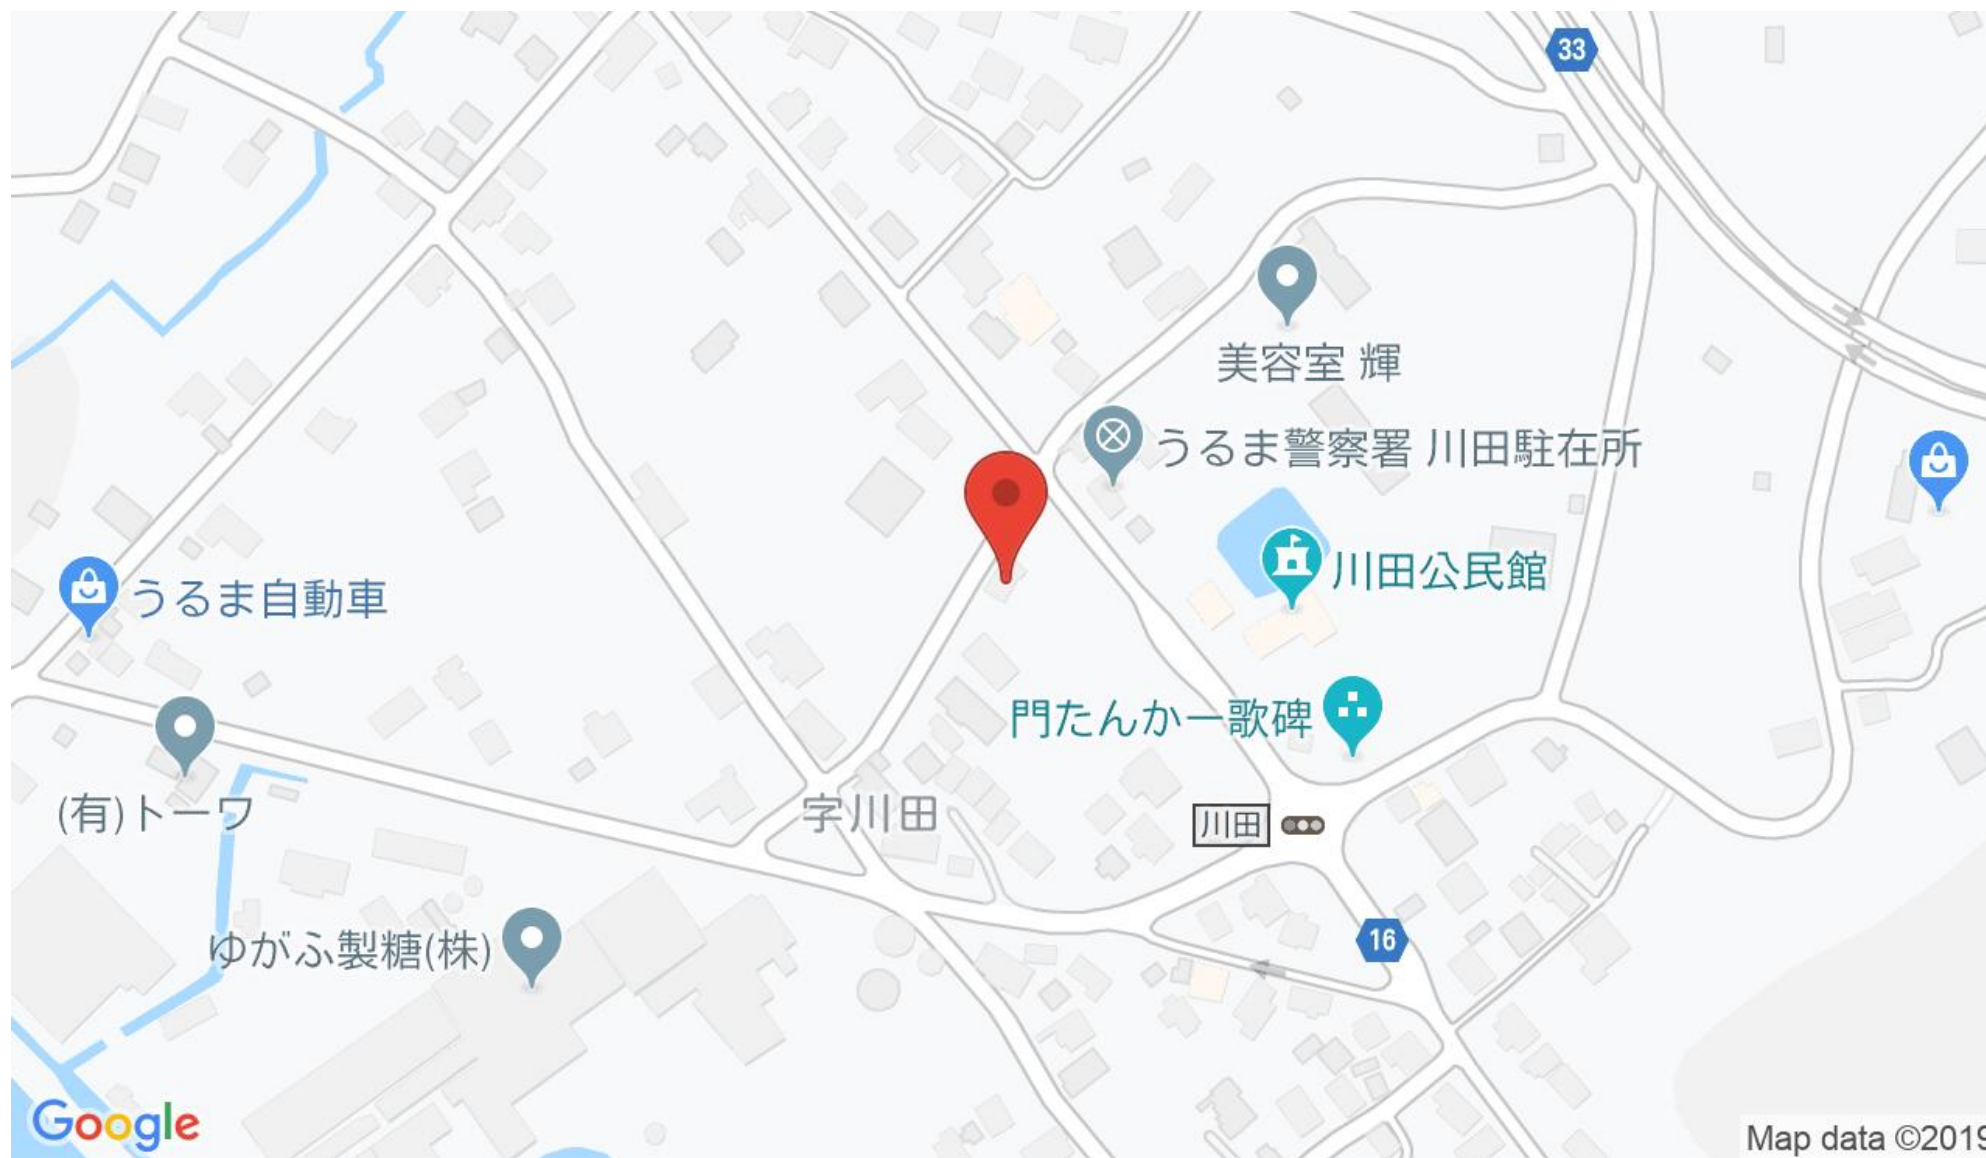 33
美容室 輝
うるま警察署 川田駐在所
川田公民館
うるま自動車
門たんかー歌碑
(有)トーワ
字川田
川田
ゆがふ製糖(株)
16
Google
Map data ©2019